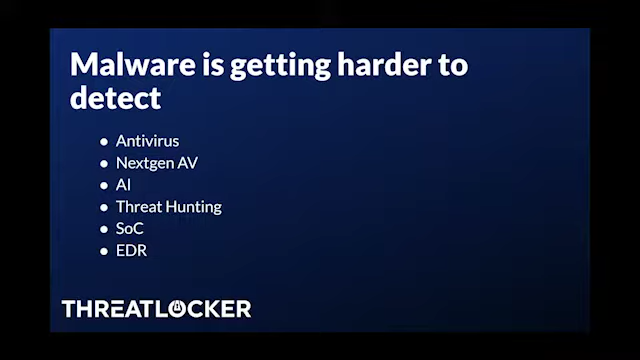 Malware is getting harder to
detect
● Antivirus
● Nextgen AV
● AI
● Threat Hunting
● SoC
● EDR
THREATLOCKER